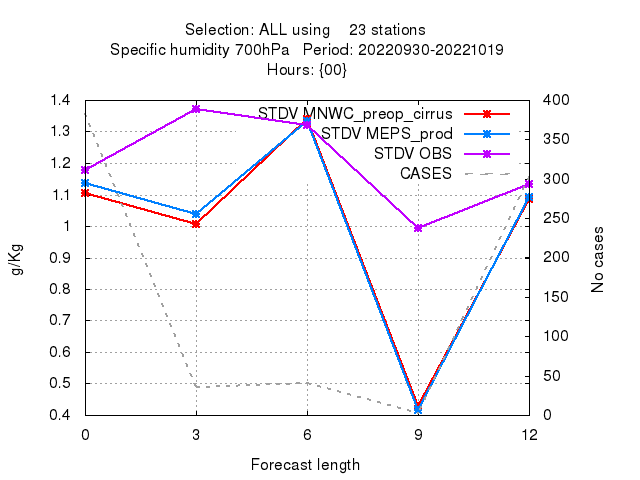 Selection: ALL using    23 stations
Specific humidity 700hPa   Period: 20220930-20221019
Hours: {00}
STDV MNWC_preop_cirrus
STDV MEPS_prod
STDV OBS
CASES
1.4
1.3
1.2
1.1
1
0.9
0.8
0.7
0.6
0.5
0.4
g/Kg
400
350
300
250
200
150
100
50
0
No cases
0 3 6 9 12
Forecast length